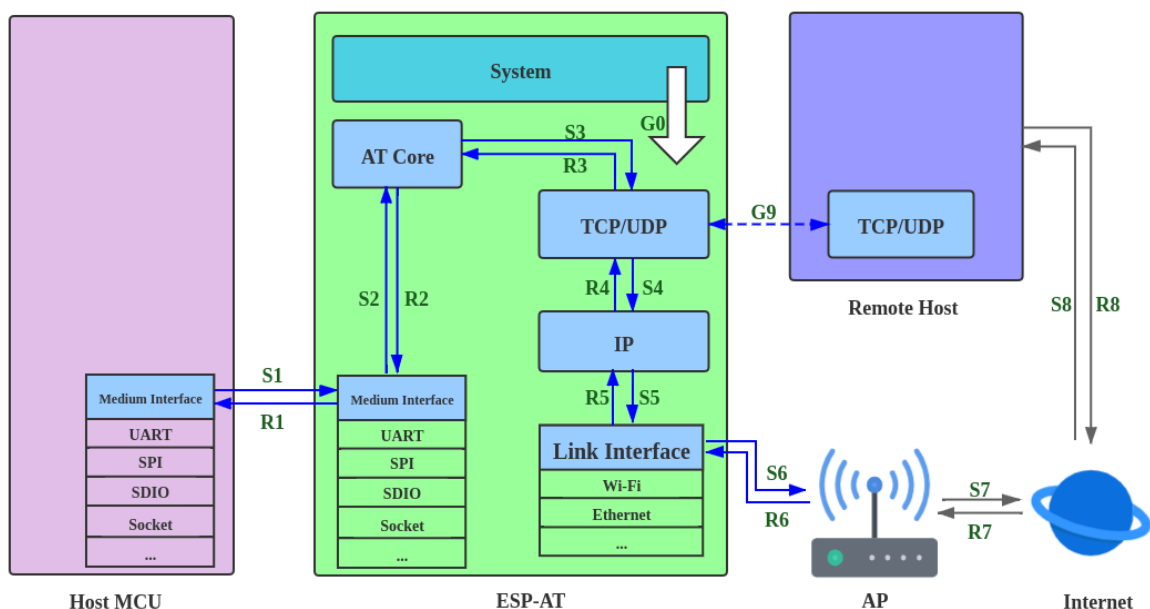 System
G0
AT Core
S3
R3
TCP/UDP
G9
TCP/UDP
S2
R2
R4
S4
Remote Host
S8
R8
IP
S1
R1
R5
S5
Medium Interface
UART
SPI
SDIO
Socket
...
Medium Interface
UART
SPI
SDIO
Socket
...
Link Interface
Wi-Fi
Ethernet
...
S6
R6
S7
R7
Host MCU
ESP-AT
AP
Internet